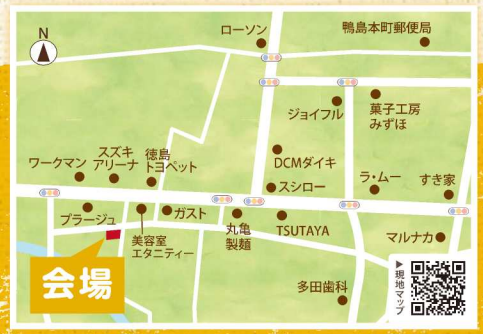 N
ローソン
鴨島本町郵便局
ジョイフル
菓子工房
みずほ
ワークマン
スズキ
アリーナ
徳島
トヨペット
DCMダイキ
スシロー
ラ・ムー
すき家
プラージュ
美容室
エタニティー
ガスト
丸亀
製麺
TSUTAYA
マルナカ
会場
多田歯科
▶現地マップ